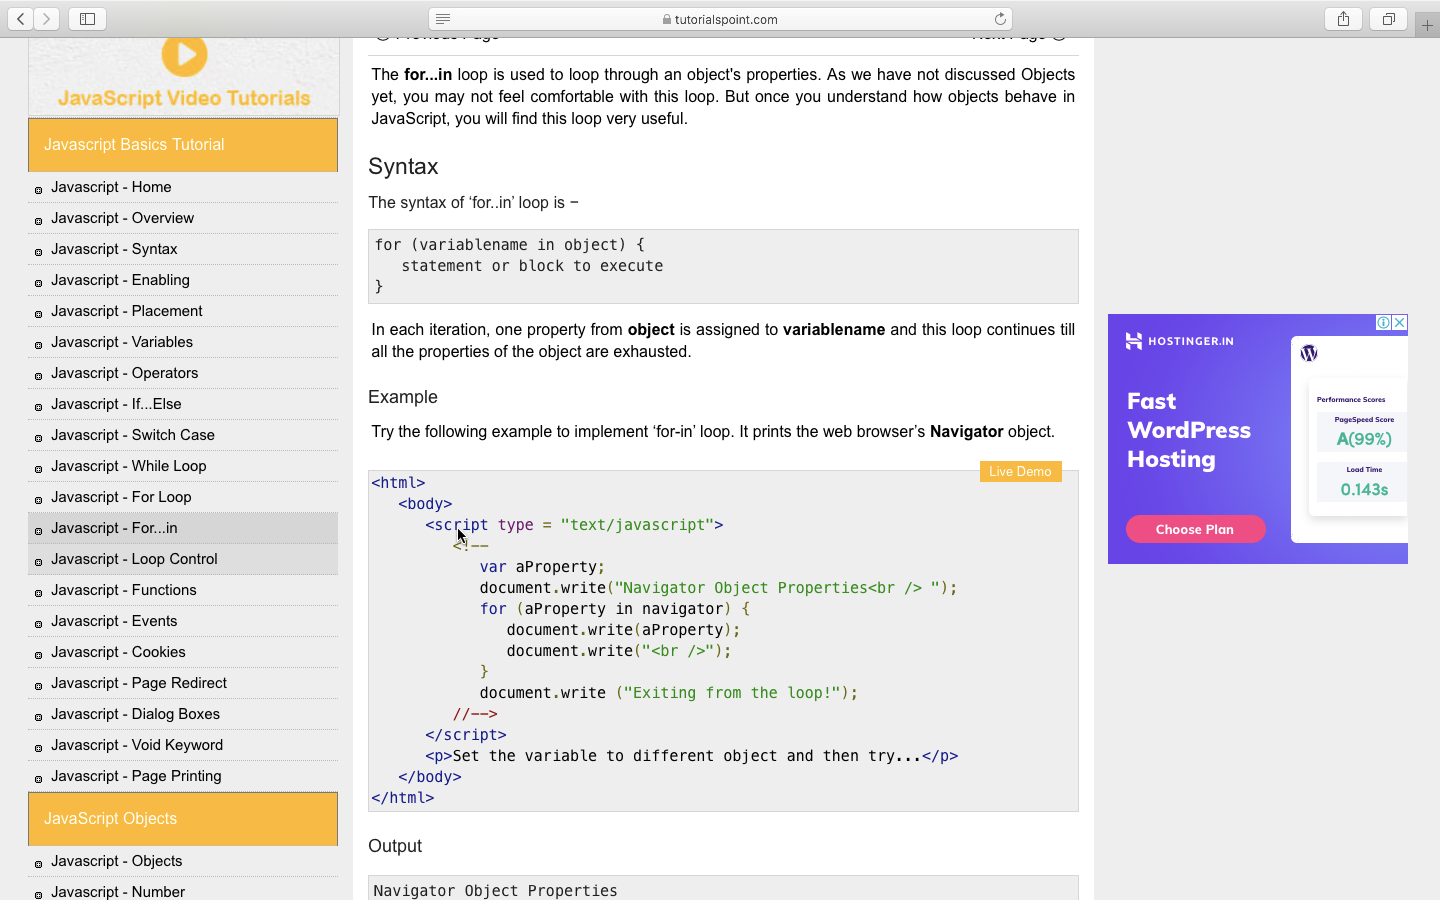 tutorialspoint.com
JavaScript Video Tutorials
Javascript Basics Tutorial
Javascript - Home
Javascript - Overview
Javascript - Syntax
Javascript - Enabling
Javascript - Placement
Javascript - Variables
Javascript - Operators
Javascript - If...Else
Javascript - Switch Case
Javascript - While Loop
Javascript - For Loop
Javascript - For...in
Javascript - Loop Control
Javascript - Functions
Javascript - Events
Javascript - Cookies
Javascript - Page Redirect
Javascript - Dialog Boxes
Javascript - Void Keyword
Javascript - Page Printing
JavaScript Objects
Javascript - Objects
Javascript - Number
Previous Page
Next Page
The for...in loop is used to loop through an object's properties. As we have not discussed Objects
yet, you may not feel comfortable with this loop. But once you understand how objects behave in
JavaScript, you will find this loop very useful.
Syntax
The syntax of ‘for..in’ loop is −
for (variablename in object) {
   statement or block to execute
}
In each iteration, one property from object is assigned to variablename and this loop continues till
all the properties of the object are exhausted.
Example
Try the following example to implement ‘for-in’ loop. It prints the web browser’s Navigator object.
Live Demo
<html>
   <body>
      <script type = "text/javascript">
         <!--
            var aProperty;
            document.write("Navigator Object Properties<br /> ");
            for (aProperty in navigator) {
               document.write(aProperty);
               document.write("<br />");
            }
            document.write ("Exiting from the loop!");
         //-->
      </script>
      <p>Set the variable to different object and then try...</p>
   </body>
</html>
Output
Navigator Object Properties
HOSTINGER.IN
Fast
WordPress
Hosting
Choose Plan
Performance Scores
PageSpeed Score
A(99%)
Load Time
0.143s